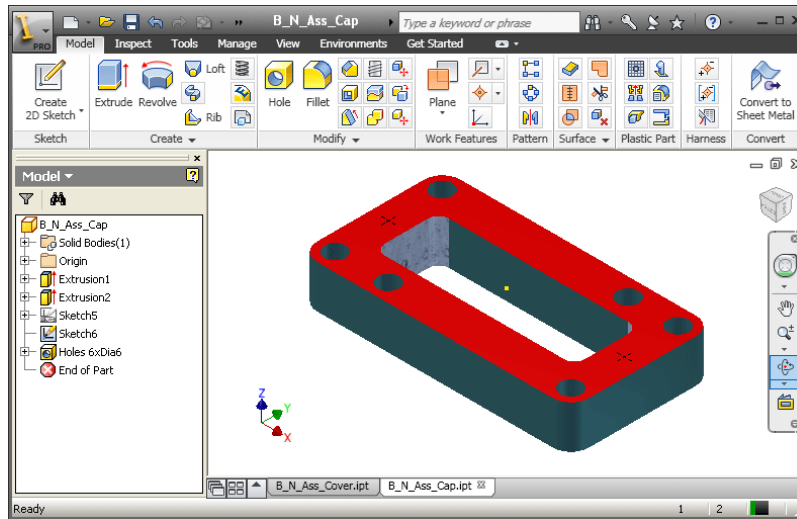 B_N_Ass_Cap
Type a keyword or phrase
PRO
Model Inspect Tools Manage View Environments Get Started
Create
2D Sketch
Extrude Revolve
Loft
Rib
Hole Fillet
Plane
Convert to
Sheet Metal
Sketch Create Modify Work Features Pattern Surface Plastic Part Harness Convert
Model
B_N_Ass_Cap
Solid Bodies(1)
Origin
Extrusion1
Extrusion2
Sketch5
Sketch6
Holes 6xDia6
End of Part
Z
Y
X
B_N_Ass_Cover.ipt B_N_Ass_Cap.ipt
Ready 1 2